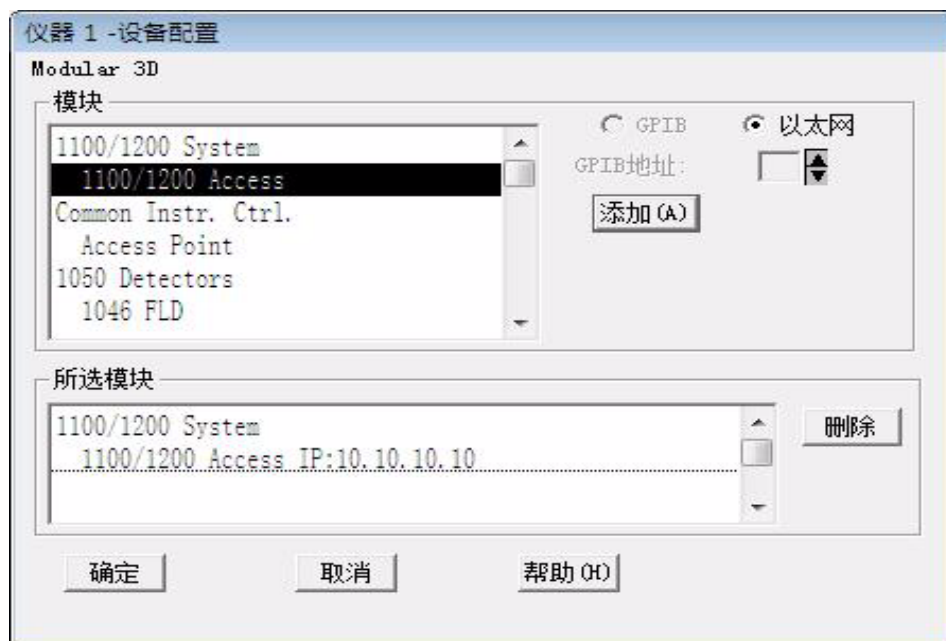 仪器 1 -设备配置
Modular 3D
模块
1100/1200 System
1100/1200 Access
Common Instr. Ctrl.
Access Point
1050 Detectors
1046 FLD
GPIB
以太网
GPIB地址:
添加(A)
所选模块
1100/1200 System
1100/1200 Access IP:10.10.10.10
删除
确定
取消
帮助(H)